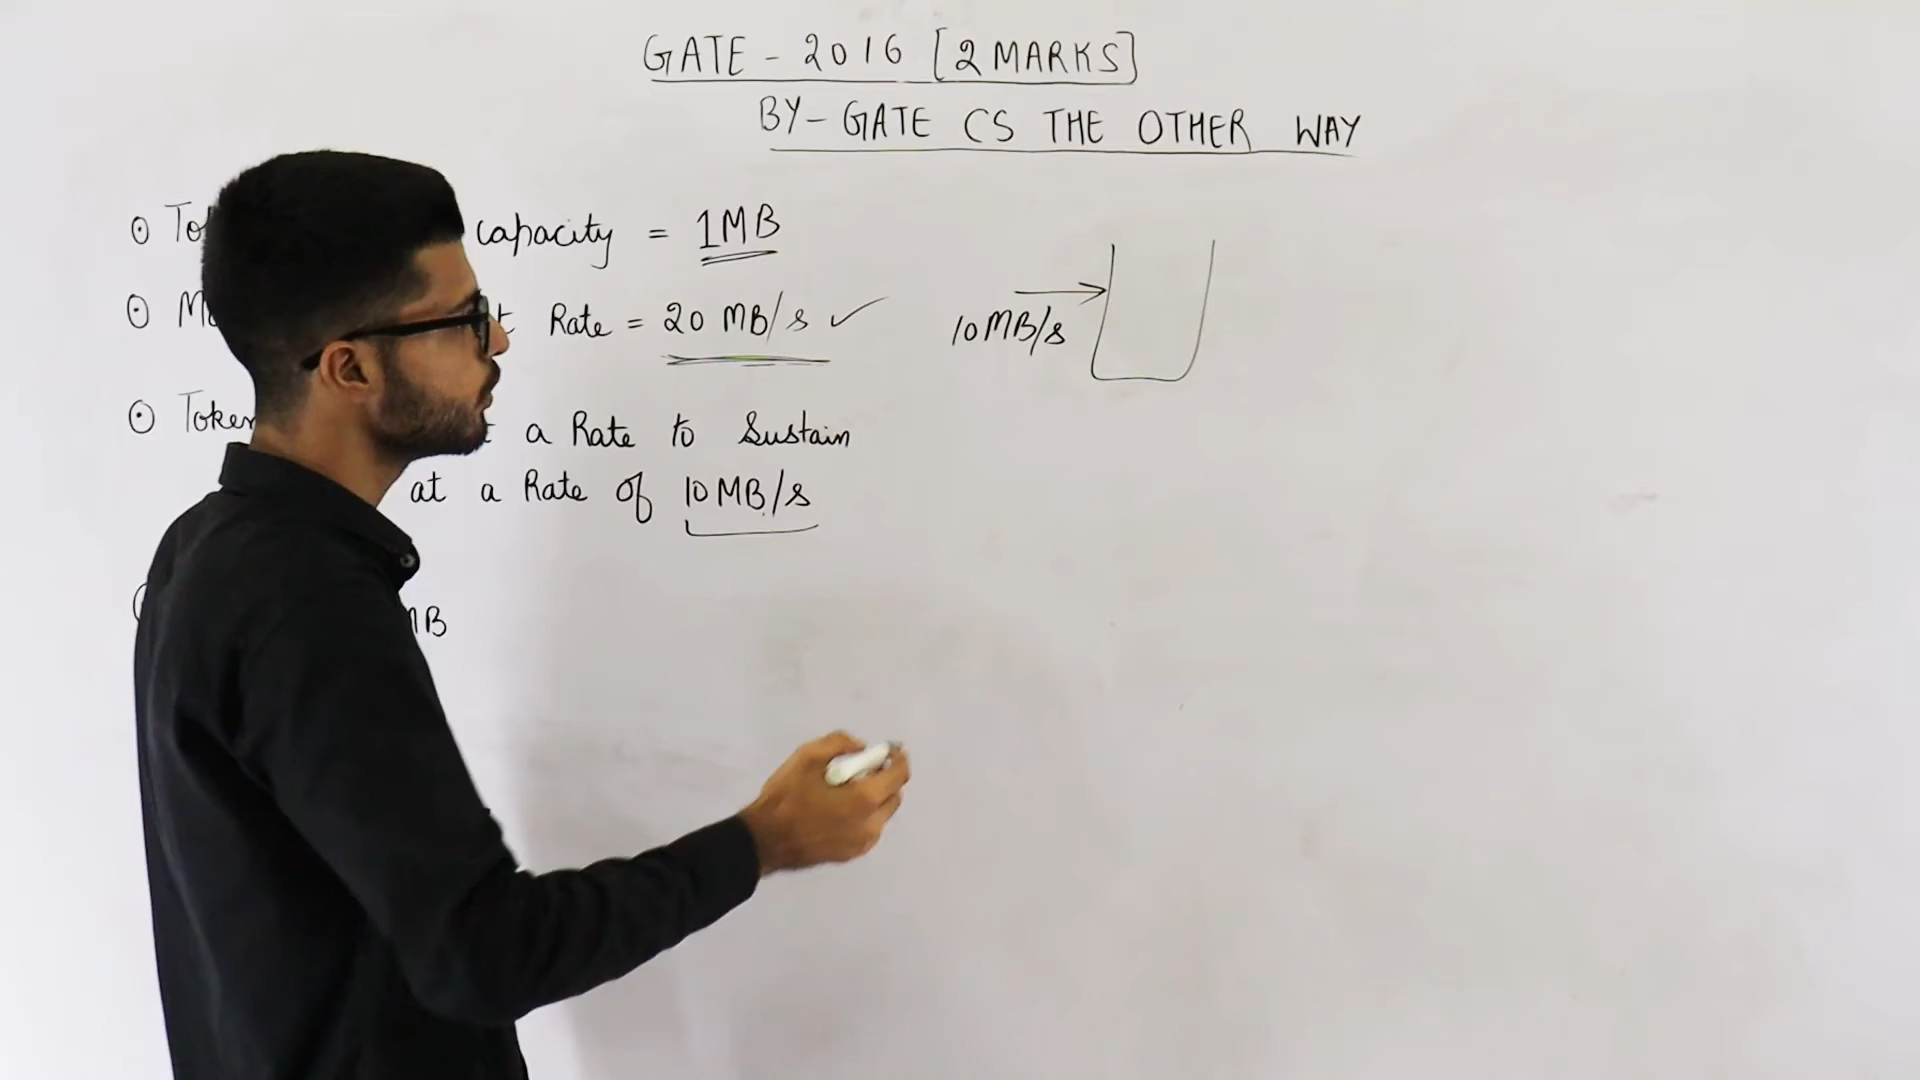 GATE - 2016 [2 MARKS]
BY- GATE CS THE OTHER WAY
capacity = 1MB
Rate = 20 MB/s ✓
Token a Rate to Sustain
at a Rate of 10MB/s
MB
10MB/s